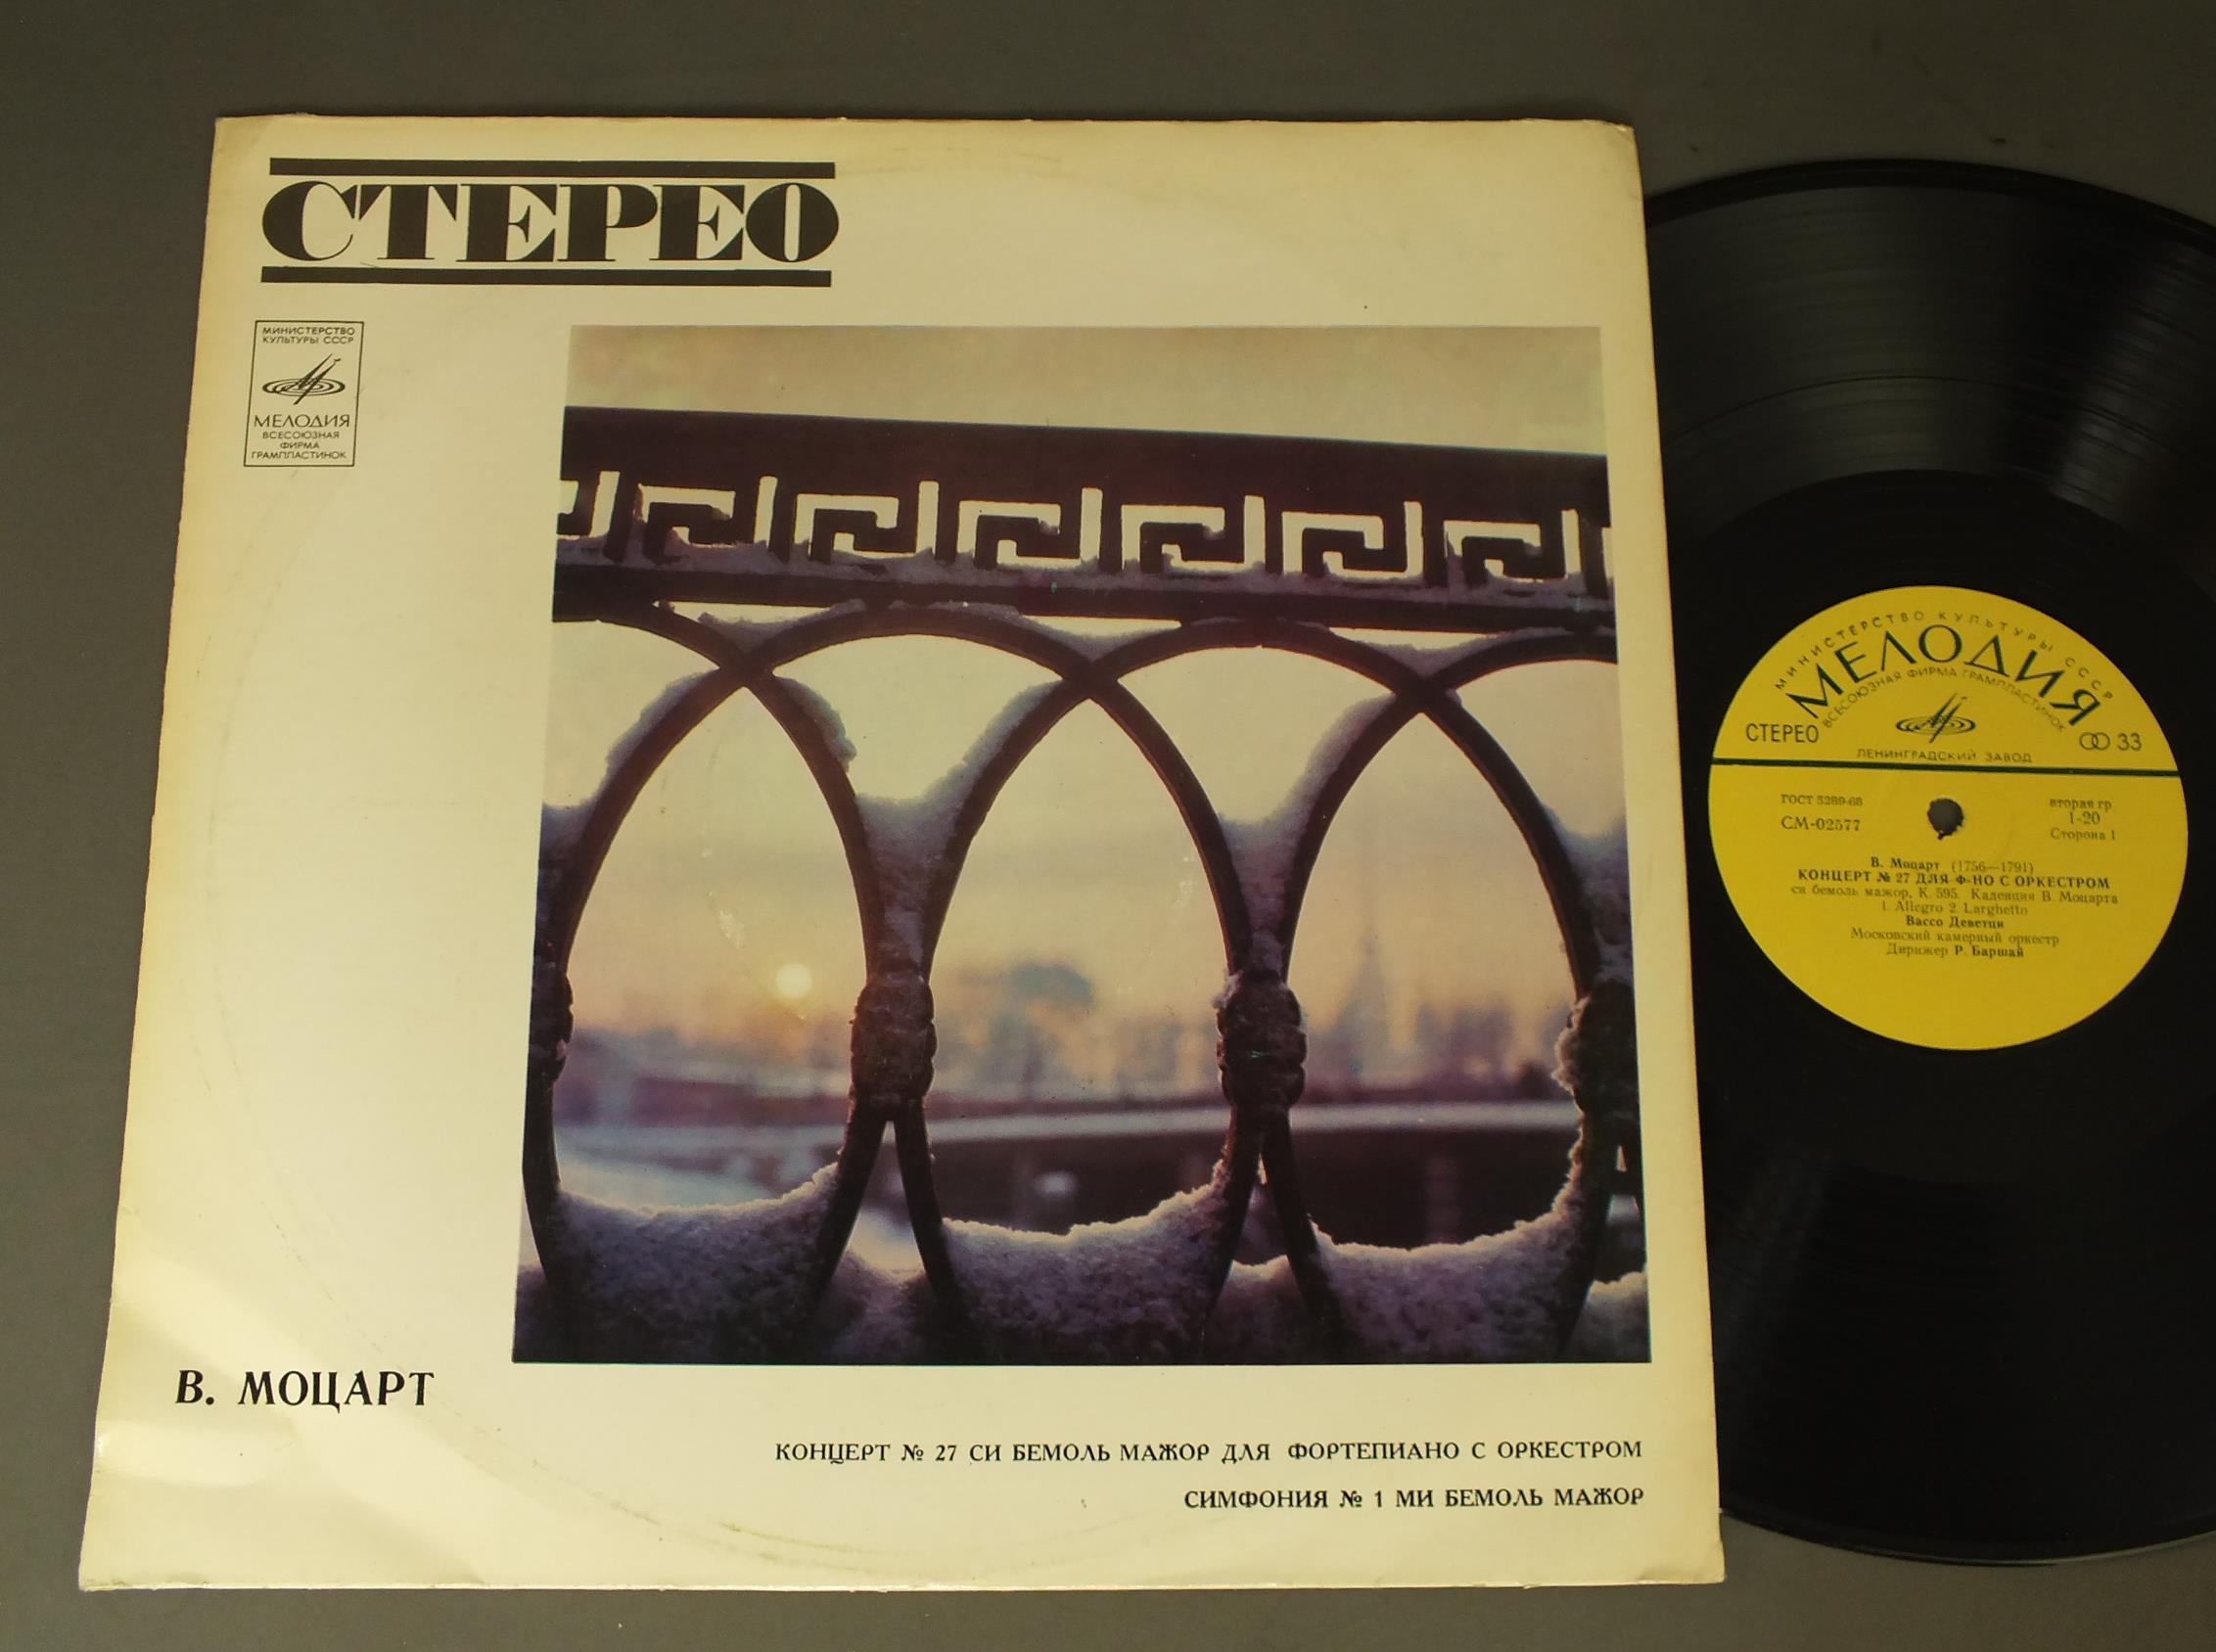 СТЕРЕО
МИНИСТЕРСТВО
КУЛЬТУРЫ СССР
МЕЛОДИЯ
ВСЕСОЮЗНАЯ
ФИРМА
ГРАМПЛАСТИНОК
В. МОЦАРТ
КОНЦЕРТ № 27 СИ БЕМОЛЬ МАЖОР ДЛЯ ФОРТЕПИАНО С ОРКЕСТРОМ
СИМФОНИЯ № 1 МИ БЕМОЛЬ МАЖОР
МИНИСТЕРСТВО КУЛЬТУРЫ СССР
МЕЛОДИЯ
ВСЕСОЮЗНАЯ ФИРМА ГРАМПЛАСТИНОК
СТЕРЕО
33
ЛЕНИНГРАДСКИЙ ЗАВОД
ГОСТ 5289-68
СМ-02577
вторая гр
1-20
Сторона 1
В. Моцарт (1756—1791)
КОНЦЕРТ № 27 ДЛЯ Ф-НО С ОРКЕСТРОМ
си бемоль мажор, К. 595. Каденция В. Моцарта
1. Allegro 2. Larghetto
Вассо Деветци
Московский камерный оркестр
Дирижер Р. Баршай